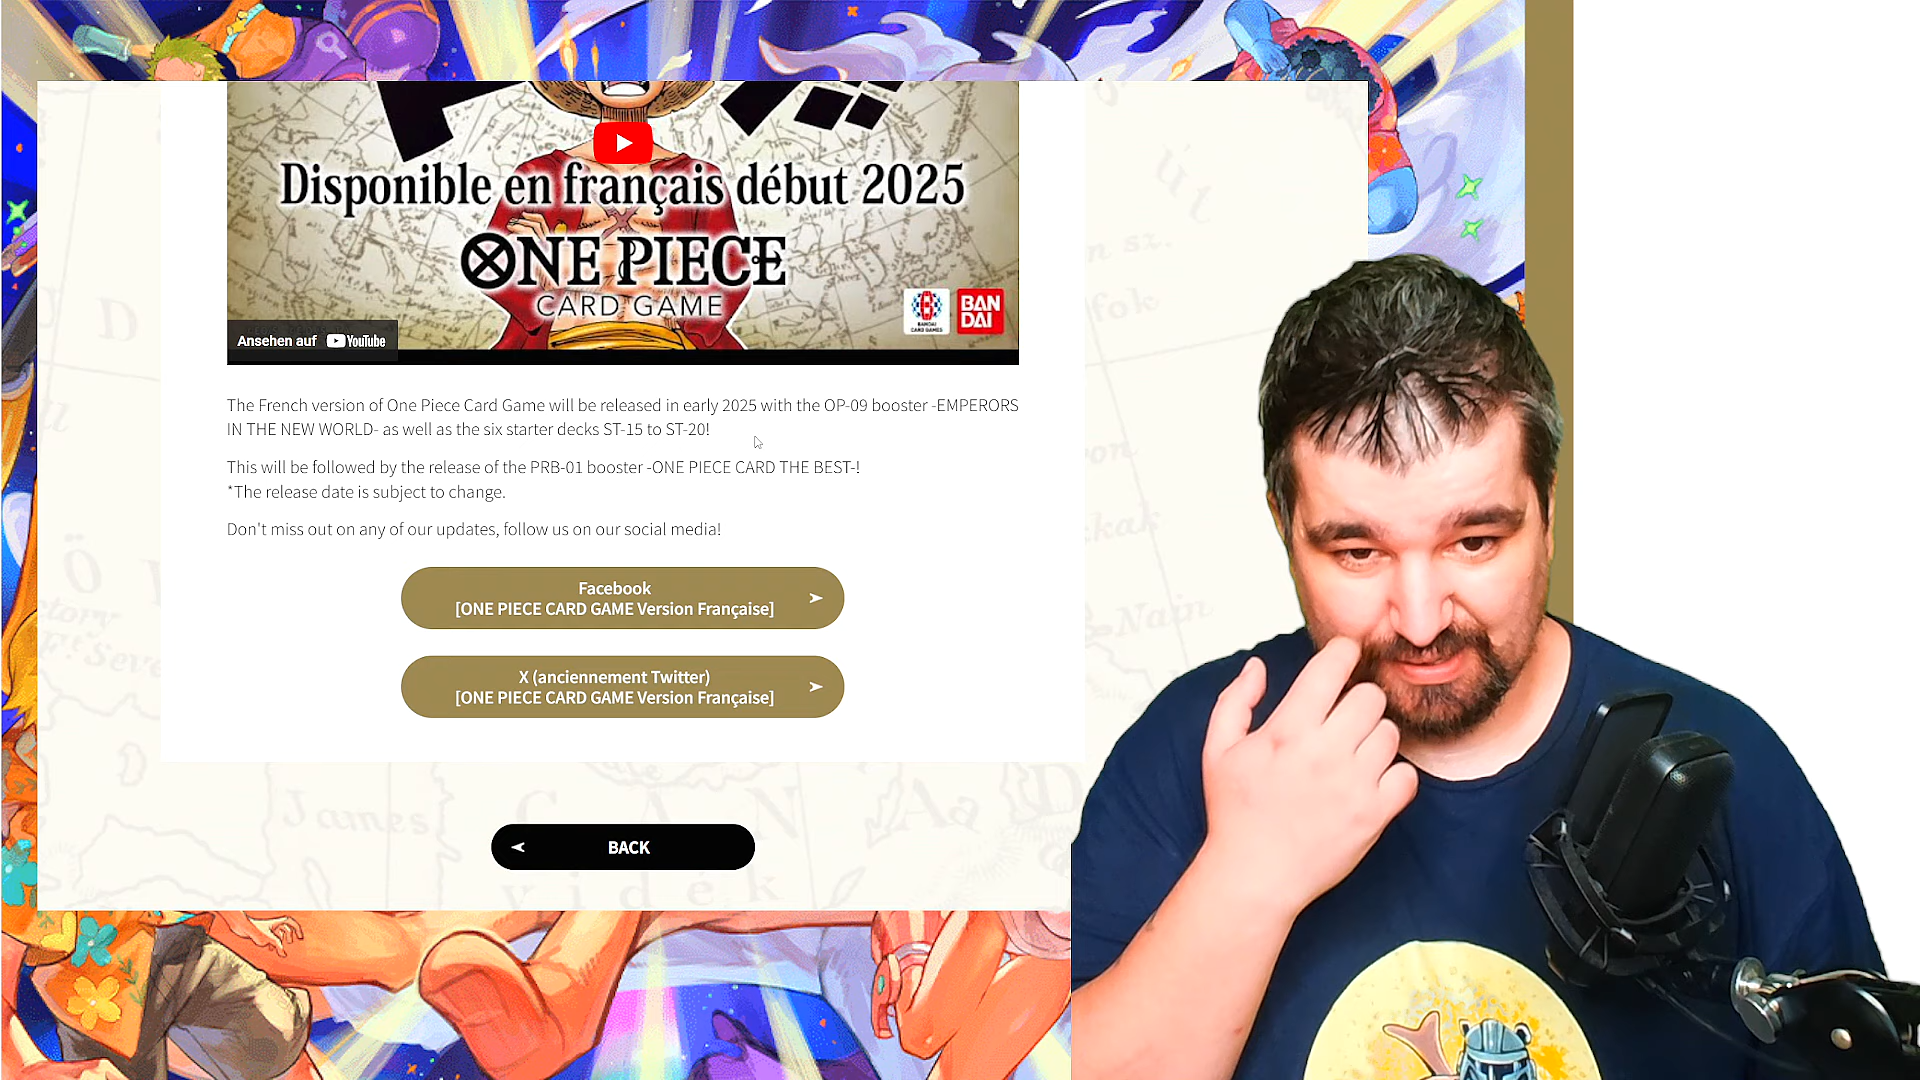 Disponible en français début 2025
ONE PIECE
CARD GAME
BANDAI
CARD GAMES
BAN
DAI
Ansehen auf YouTube
The French version of One Piece Card Game will be released in early 2025 with the OP-09 booster -EMPERORS
IN THE NEW WORLD- as well as the six starter decks ST-15 to ST-20!
This will be followed by the release of the PRB-01 booster -ONE PIECE CARD THE BEST-!
*The release date is subject to change.
Don't miss out on any of our updates, follow us on our social media!
Facebook
[ONE PIECE CARD GAME Version Française]
X (anciennement Twitter)
[ONE PIECE CARD GAME Version Française]
James
BACK
vidék